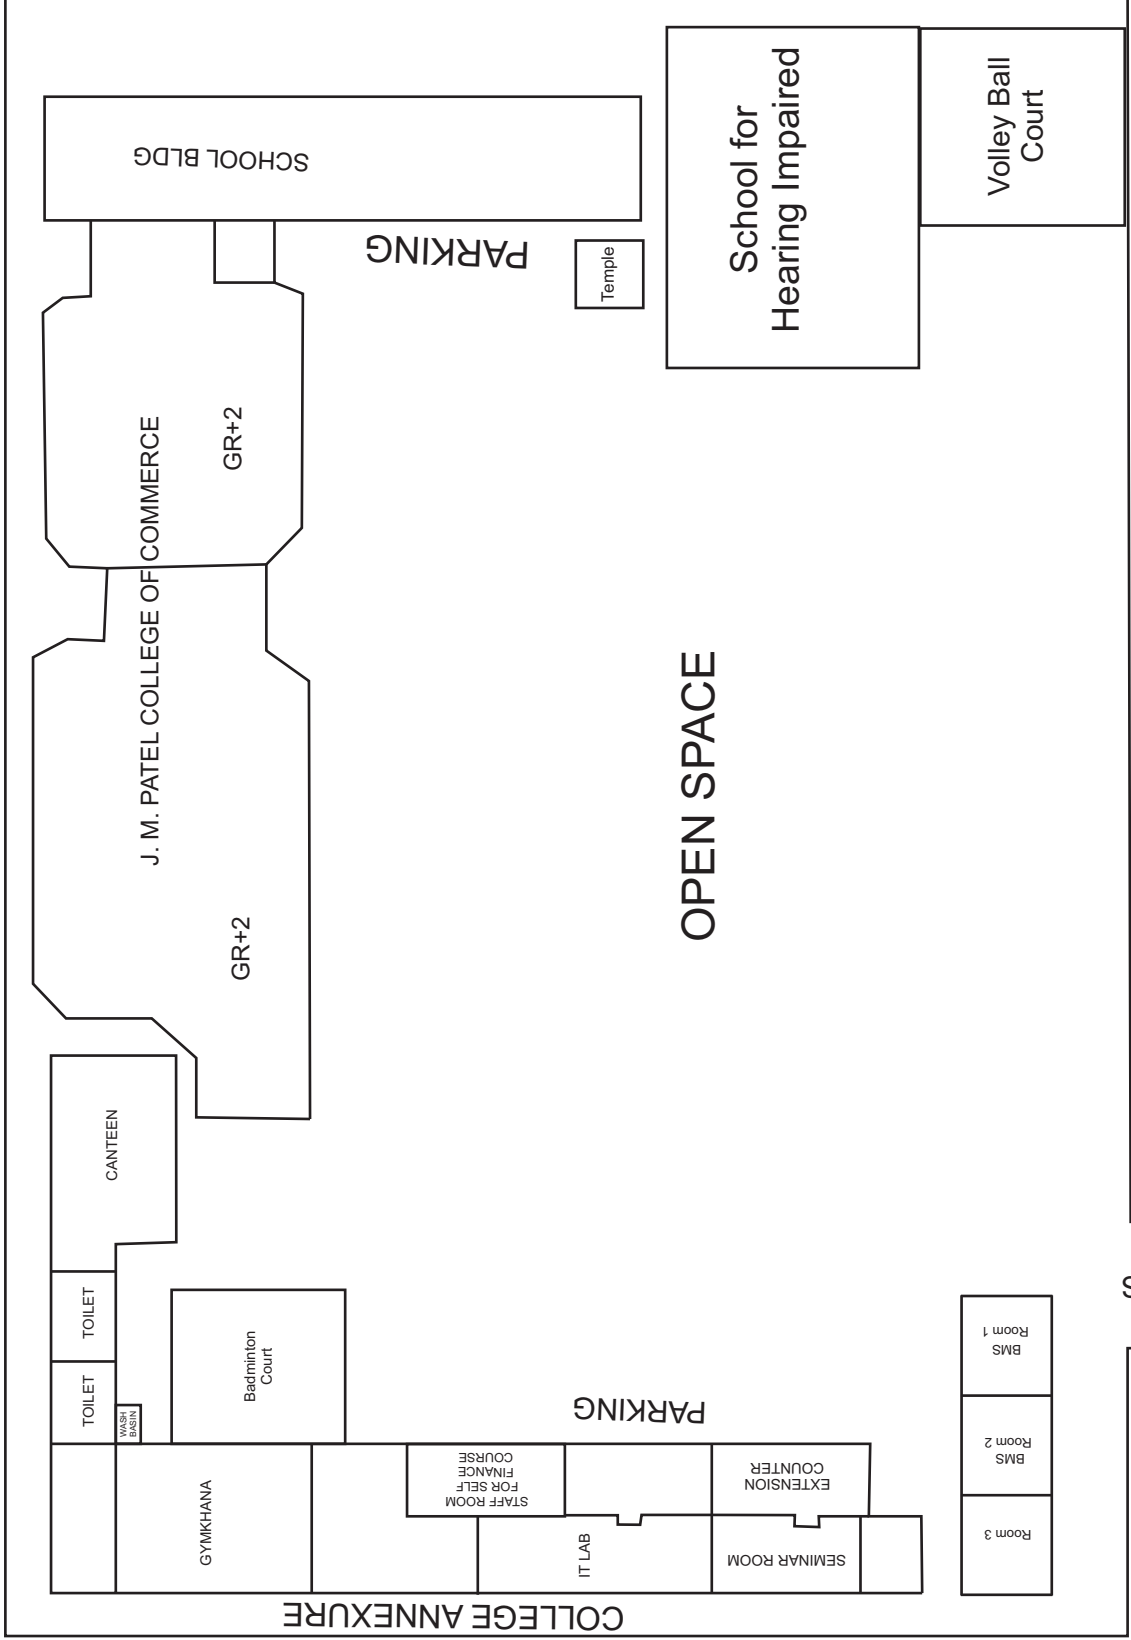 SCHOOL BLDG
PARKING
Temple
School for
Hearing Impaired
Volley Ball
Court
J. M. PATEL COLLEGE OF COMMERCE
GR+2
GR+2
OPEN SPACE
CANTEEN
TOILET
TOILET
WASH
BASIN
Badminton
Court
PARKING
GYMKHANA
STAFF ROOM
FOR SELF
FINANCE
COURSE
IT LAB
EXTENSION
COUNTER
SEMINAR ROOM
COLLEGE ANNEXURE
BMS
Room 1
BMS
Room 2
Room 3